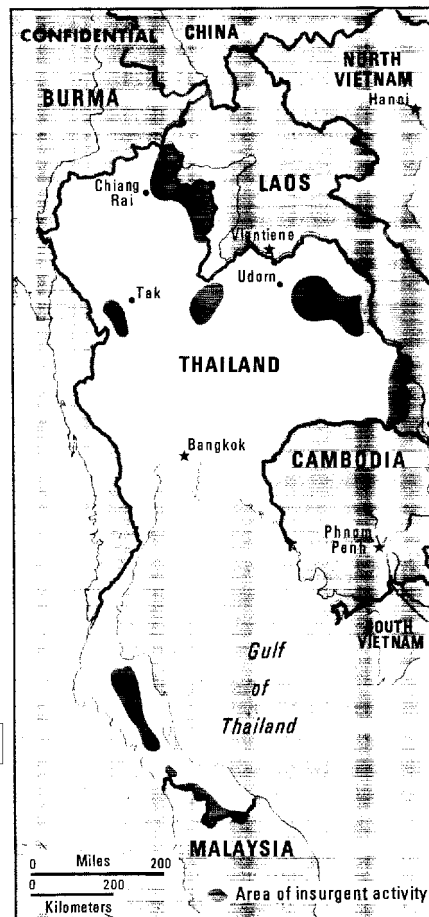 CONFIDENTIAL
CHINA
NORTH
VIETNAM
Hanoi
BURMA
LAOS
Chiang
Rai
Vientiane
Udorn
Tak
THAILAND
Bangkok
CAMBODIA
Phnom
Penh
SOUTH
VIETNAM
Gulf
of
Thailand
MALAYSIA
0 Miles 200
0 200
Kilometers
Area of insurgent activity